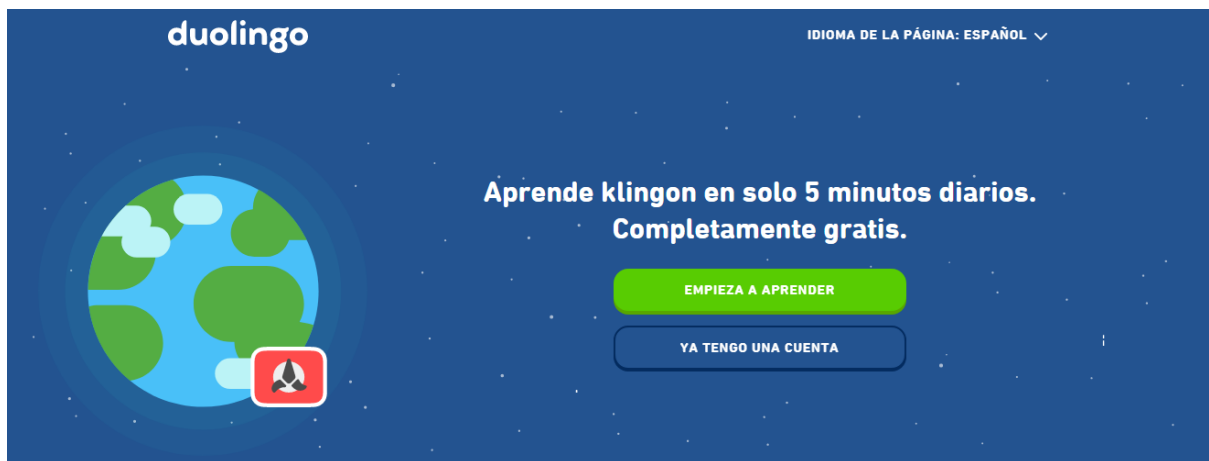 duolingo
IDIOMA DE LA PÁGINA: ESPAÑOL
Aprende klingon en solo 5 minutos diarios.
Completamente gratis.
EMPIEZA A APRENDER
YA TENGO UNA CUENTA